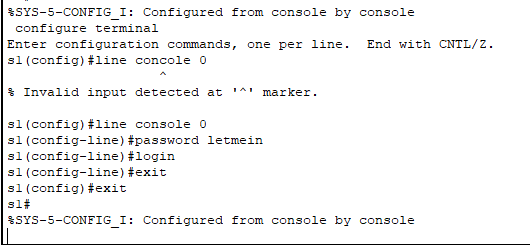 %SYS-5-CONFIG_I: Configured from console by console
configure terminal
Enter configuration commands, one per line.  End with CNTL/Z.
s1(config)#line concole 0
^
% Invalid input detected at '^' marker.
s1(config)#line console 0
s1(config-line)#password letmein
s1(config-line)#login
s1(config-line)#exit
s1(config)#exit
s1#
%SYS-5-CONFIG_I: Configured from console by console